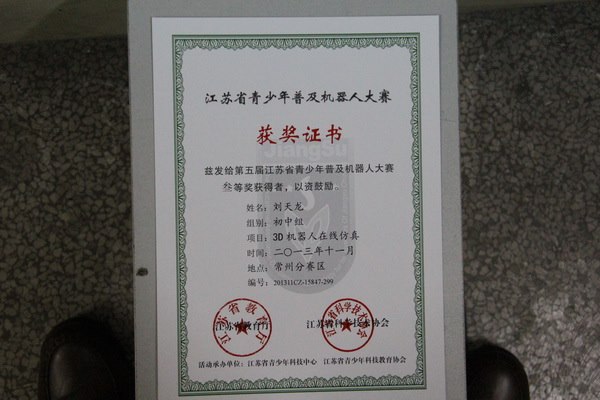 江苏省青少年普及机器人大赛
获奖证书
JiangSu
兹发给第五届江苏省青少年普及机器人大赛
叁等奖获得者，以资鼓励。
姓名：刘天龙
组别：初中组
项目：3D机器人在线仿真
时间：二〇一三年十一月
地点：常州分赛区
编号：201311CZ-15847-299
江苏省教育厅
江苏省科学技术协会
活动承办单位：江苏省青少年科技中心 江苏省青少年科技教育协会